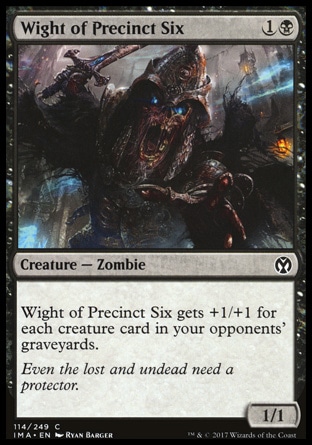 Wight of Precinct Six 1
Creature — Zombie
Wight of Precinct Six gets +1/+1 for
each creature card in your opponents'
graveyards.
Even the lost and undead need a
protector.
114/249 C
IMA • EN Ryan Barger
™ & © 2017 Wizards of the Coast
1/1